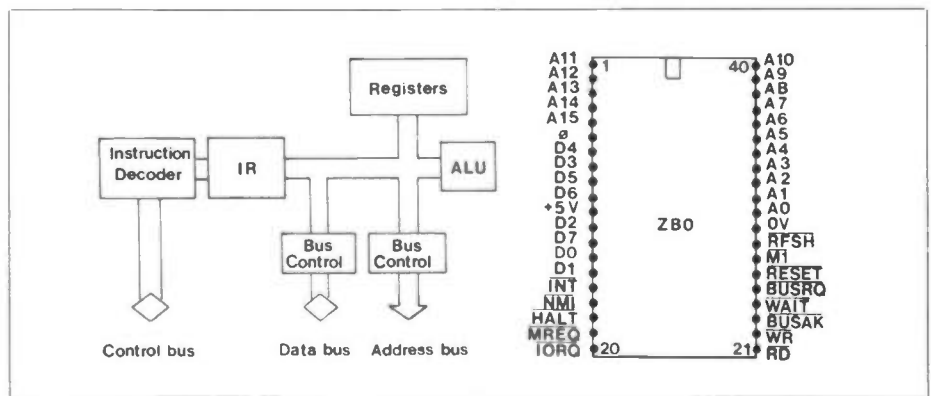 Registers
Instruction
Decoder
IR
ALU
Bus
Control
Bus
Control
Control bus
Data bus
Address bus
A11
A12
A13
A14
A15
ø
D4
D3
D5
D6
+5V
D2
D7
D0
D1
INT
NMI
HALT
MREQ
IORQ
1
40
ZB0
20
21
A10
A9
AB
A7
A6
A5
A4
A3
A2
A1
A0
0V
RFSH
M1
RESET
BUSRQ
WAIT
BUSAK
WR
RD